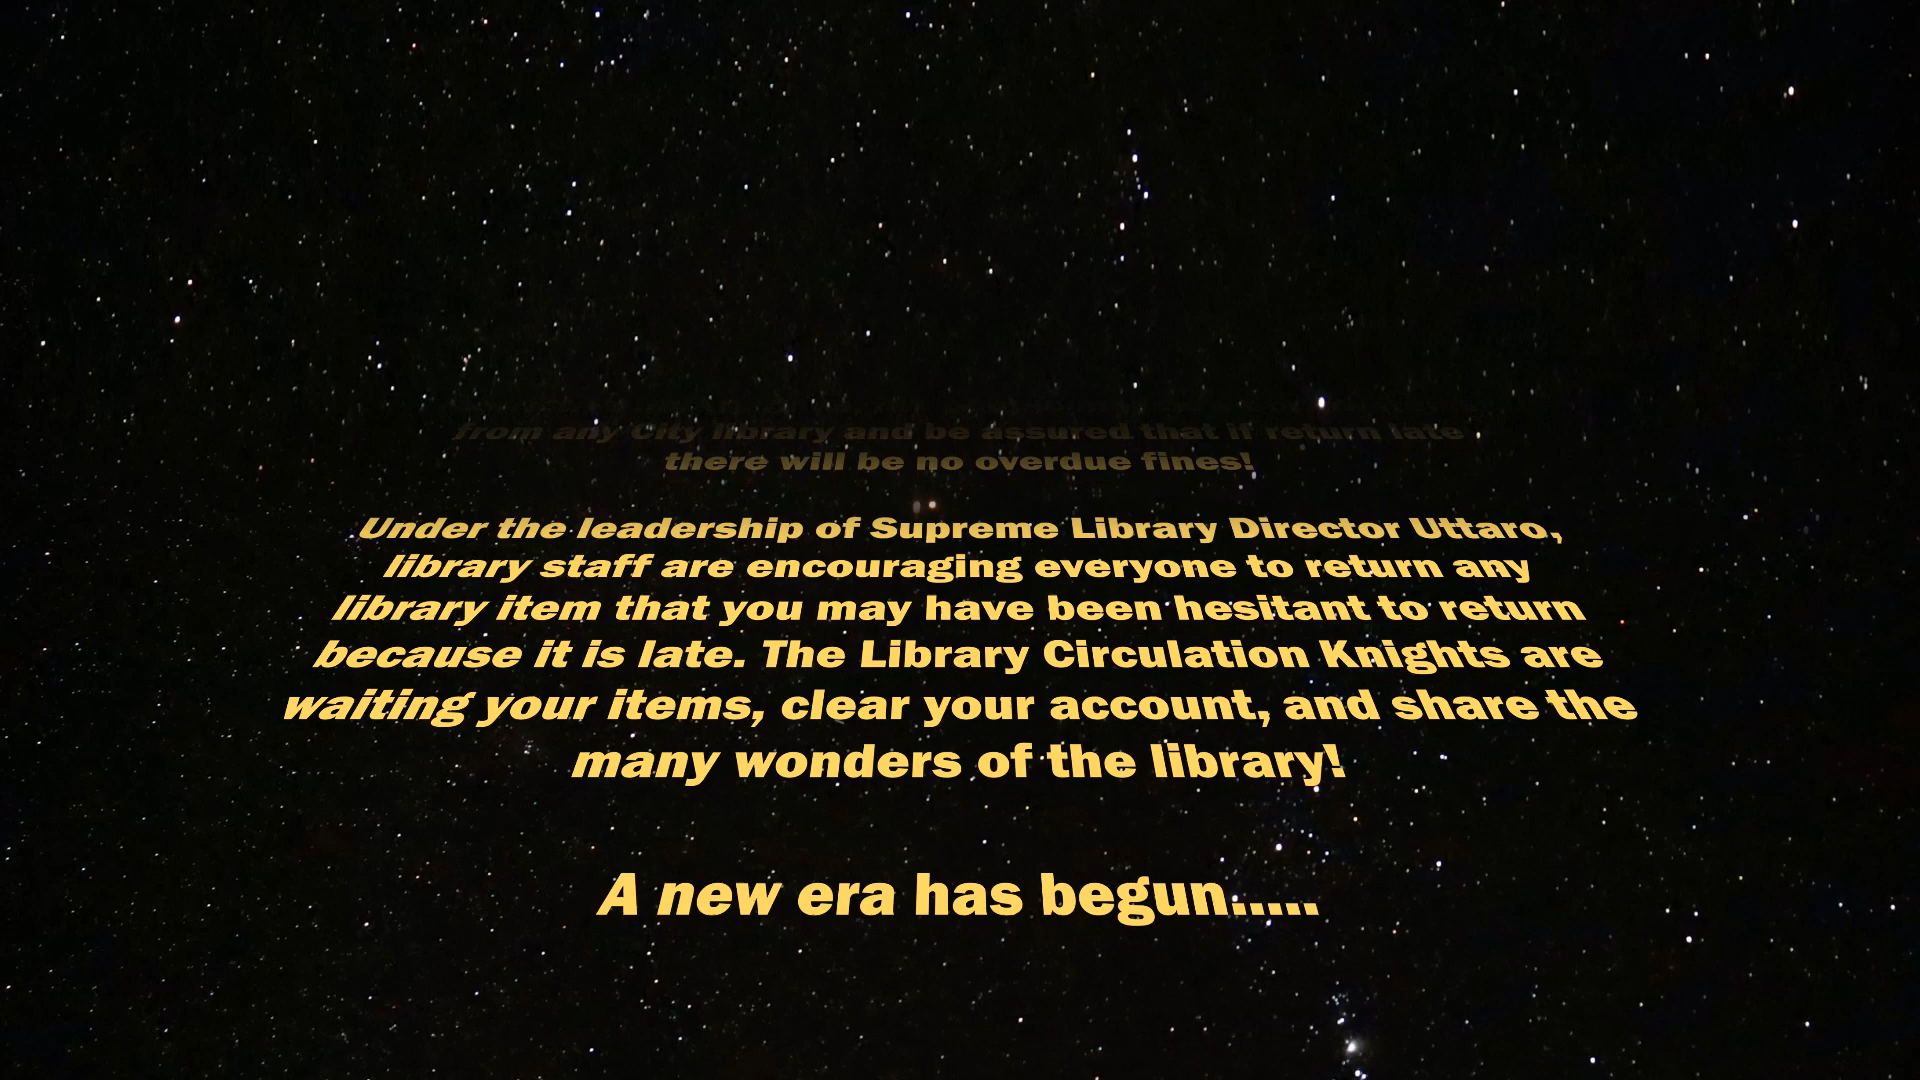 from any City library and be assured that if return late
there will be no overdue fines!
Under the leadership of Supreme Library Director Uttaro,
library staff are encouraging everyone to return any
library item that you may have been hesitant to return
because it is late. The Library Circulation Knights are
waiting your items, clear your account, and share the
many wonders of the library!
A new era has begun.....